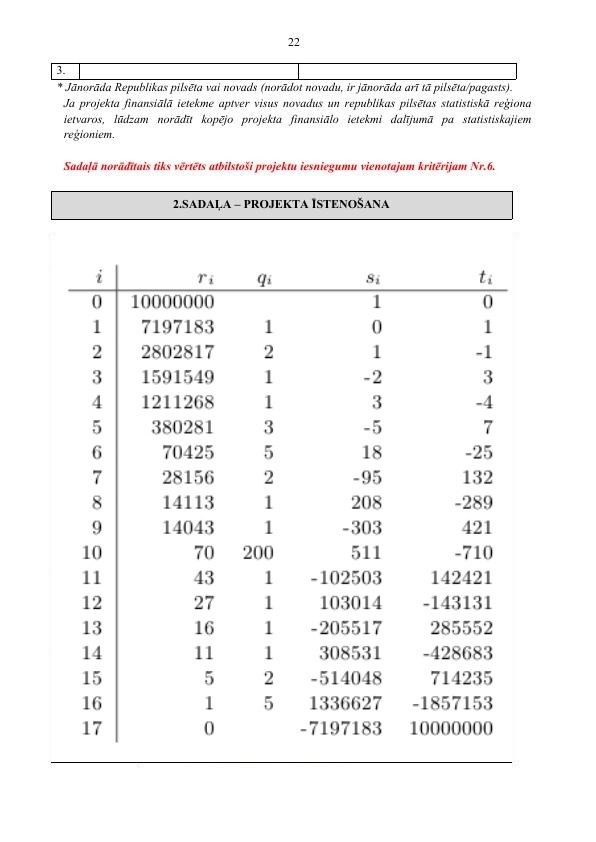 22
3.
* Jānorāda Republikas pilsēta vai novads (norādot novadu, ir jānorāda arī tā pilsēta/pagasts).
Ja projekta finansiālā ietekme aptver visus novadus un republikas pilsētas statistiskā reģiona
ietvaros, lūdzam norādīt kopējo projekta finansiālo ietekmi dalījumā pa statistiskajiem
reģioniem.
Sadaļā norādītais tiks vērtēts atbilstoši projektu iesniegumu vienotajam kritērijam Nr.6.
2.SADAĻA – PROJEKTA ĪSTENOŠANA
i r_i q_i s_i t_i
0 10000000 1 0
1 7197183 1 0 1
2 2802817 2 1 -1
3 1591549 1 -2 3
4 1211268 1 3 -4
5 380281 3 -5 7
6 70425 5 18 -25
7 28156 2 -95 132
8 14113 1 208 -289
9 14043 1 -303 421
10 70 200 511 -710
11 43 1 -102503 142421
12 27 1 103014 -143131
13 16 1 -205517 285552
14 11 1 308531 -428683
15 5 2 -514048 714235
16 1 5 1336627 -1857153
17 0 -7197183 10000000